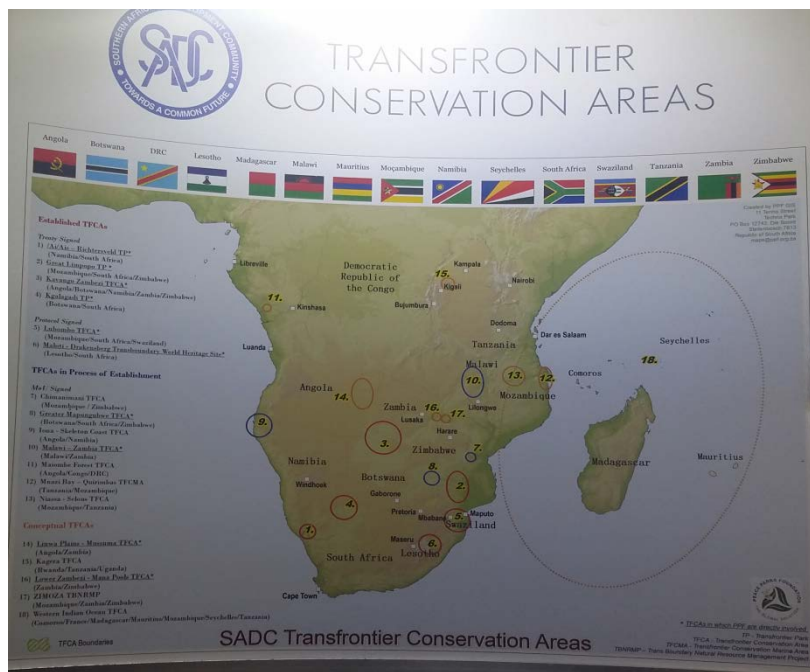 SOUTHERN AFRICAN DEVELOPMENT COMMUNITY
SADC
TOWARDS A COMMON FUTURE
TRANSFRONTIER
CONSERVATION AREAS
Angola
Botswana
DRC
Lesotho
Madagascar
Malawi
Mauritius
Moçambique
Namibia
Seychelles
South Africa
Swaziland
Tanzania
Zambia
Zimbabwe
Established TFCAs
Treaty Signed
1) /Ai/Ais - Richtersveld TP*
(Namibia/South Africa)
2) Great Limpopo TP *
(Mozambique/South Africa/Zimbabwe)
3) Kavango Zambezi TFCA*
(Angola/Botswana/Namibia/Zambia/Zimbabwe)
4) Kgalagadi TP*
(Botswana/South Africa)
Protocol Signed
5) Lubombo TFCA*
(Mozambique/South Africa/Swaziland)
6) Maloti - Drakensberg Transboundary World Heritage Site*
(Lesotho/South Africa)
TFCAs in Process of Establishment
MoU Signed
7) Chimanimani TFCA
(Mozambique / Zimbabwe)
8) Greater Mapungubwe TFCA*
(Botswana/South Africa/Zimbabwe)
9) Iona - Skeleton Coast TFCA
(Angola/Namibia)
10) Malawi - Zambia TFCA*
(Malawi/Zambia)
11) Maiombe Forest TFCA
(Angola/Congo/DRC)
12) Mnazi Bay - Quirimbas TFCMA
(Tanzania/Mozambique)
13) Niassa - Selous TFCA
(Mozambique/Tanzania)
Conceptual TFCAs
14) Liuwa Plains - Mussuma TFCA*
(Angola/Zambia)
15) Kagera TFCA
(Rwanda/Tanzania/Uganda)
16) Lower Zambezi - Mana Pools TFCA*
(Zambia/Zimbabwe)
17) ZIMOZA TBNRMP
(Mozambique/Zambia/Zimbabwe)
18) Western Indian Ocean TFCA
(Comoros/France/Madagascar/Mauritius/Mozambique/Seychelles/Tanzania)
TFCA Boundaries
Libreville
Democratic
Republic of
the Congo
Kampala
15.
Kigali
Nairobi
Bujumbura
11.
Kinshasa
Dodoma
Dar es Salaam
Luanda
Tanzania
Seychelles
18.
Malawi
10.
13.
12.
Comoros
Angola
14.
Mozambique
Zambia
16.
17.
Lilongwe
Lusaka
Harare
9.
3.
Zimbabwe
7.
Madagascar
Mauritius
Namibia
Botswana
8.
2.
Windhoek
Gaborone
4.
Pretoria
Mbabane
5.
Maputo
Swaziland
1.
Maseru
6.
Lesotho
South Africa
Cape Town
SADC Transfrontier Conservation Areas
PEACE PARKS FOUNDATION
* TFCAs in which PPF are directly involved
TP - Transfrontier Park
TFCA - Transfrontier Conservation Area
TFCMA - Transfrontier Conservation Marine Area
TBNRMP - Trans Boundary Natural Resource Management Project